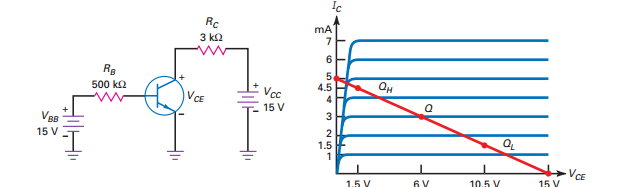 R_C
3 kΩ
R_B
500 kΩ
+
V_CE
-
V_BB
+
15 V
-
+
V_CC
-
15 V
I_C
mA
7
6
5
4.5
4
3
2
1.5
1
Q_H
Q
Q_L
V_CE
1.5 V
6 V
10.5 V
15 V